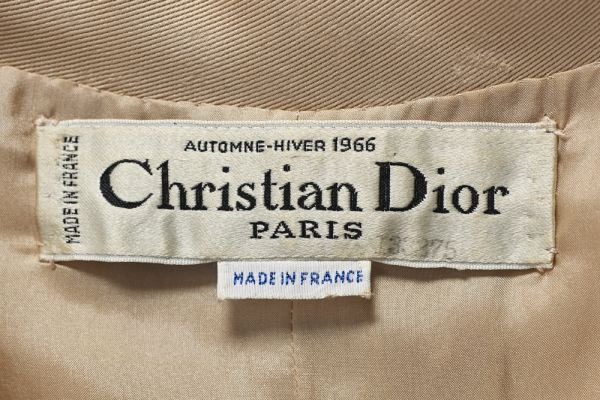 MADE IN FRANCE
AUTOMNE-HIVER 1966
Christian Dior
PARIS
MADE IN FRANCE